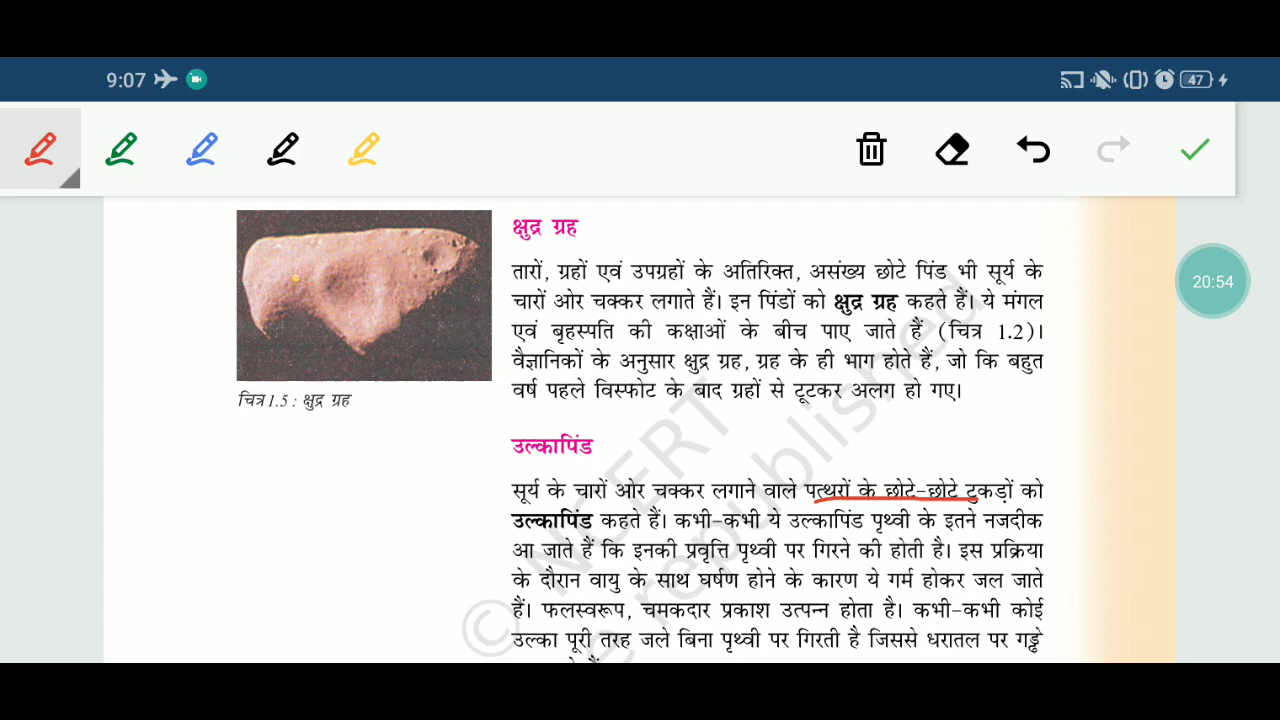 9:07
47
20:54
क्षुद्र ग्रह
तारों, ग्रहों एवं उपग्रहों के अतिरिक्त, असंख्य छोटे पिंड भी सूर्य के
चारों ओर चक्कर लगाते हैं। इन पिंडों को क्षुद्र ग्रह कहते हैं। ये मंगल
एवं बृहस्पति की कक्षाओं के बीच पाए जाते हैं (चित्र 1.2)।
वैज्ञानिकों के अनुसार क्षुद्र ग्रह, ग्रह के ही भाग होते हैं, जो कि बहुत
वर्ष पहले विस्फोट के बाद ग्रहों से टूटकर अलग हो गए।
चित्र 1.5 : क्षुद्र ग्रह
उल्कापिंड
सूर्य के चारों ओर चक्कर लगाने वाले पत्थरों के छोटे-छोटे टुकड़ों को
उल्कापिंड कहते हैं। कभी-कभी ये उल्कापिंड पृथ्वी के इतने नजदीक
आ जाते हैं कि इनकी प्रवृत्ति पृथ्वी पर गिरने की होती है। इस प्रक्रिया
के दौरान वायु के साथ घर्षण होने के कारण ये गर्म होकर जल जाते
हैं। फलस्वरूप, चमकदार प्रकाश उत्पन्न होता है। कभी-कभी कोई
उल्का पूरी तरह जले बिना पृथ्वी पर गिरती है जिससे धरातल पर गड्ढे
© NCERT
republished